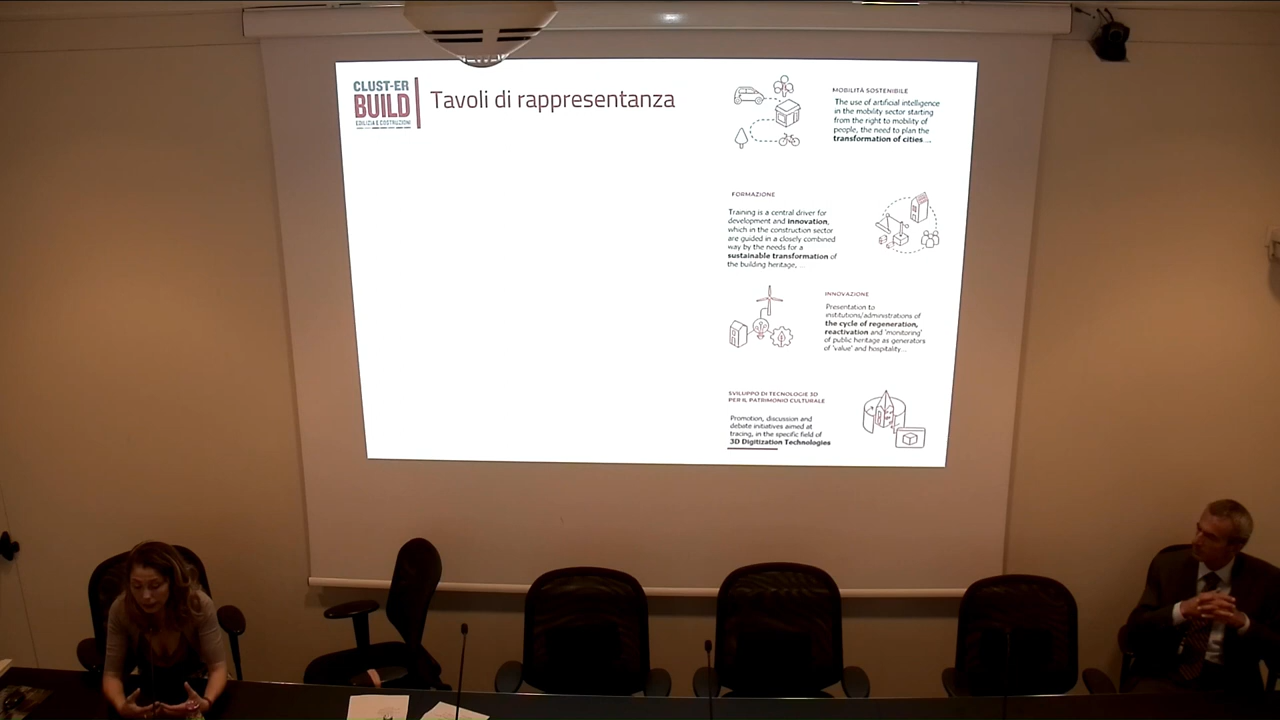 CLUST-ER
BUILD
EDILIZIA E COSTRUZIONI
Tavoli di rappresentanza
MOBILITÀ SOSTENIBILE
The use of artificial intelligence
in the mobility sector starting
from the right to mobility of
people, the need to plan the
transformation of cities ...
FORMAZIONE
Training is a central driver for
development and innovation,
which in the construction sector
are guided in a closely combined
way by the needs for a
sustainable transformation of
the building heritage, ...
INNOVAZIONE
Presentation to
institutions/administrations of
the cycle of regeneration,
reactivation and 'monitoring'
of public heritage as generators
of 'value' and hospitality...
SVILUPPO DI TECNOLOGIE 3D
PER IL PATRIMONIO CULTURALE
Promotion, discussion and
debate initiatives aimed at
tracing, in the specific field of
3D Digitization Technologies